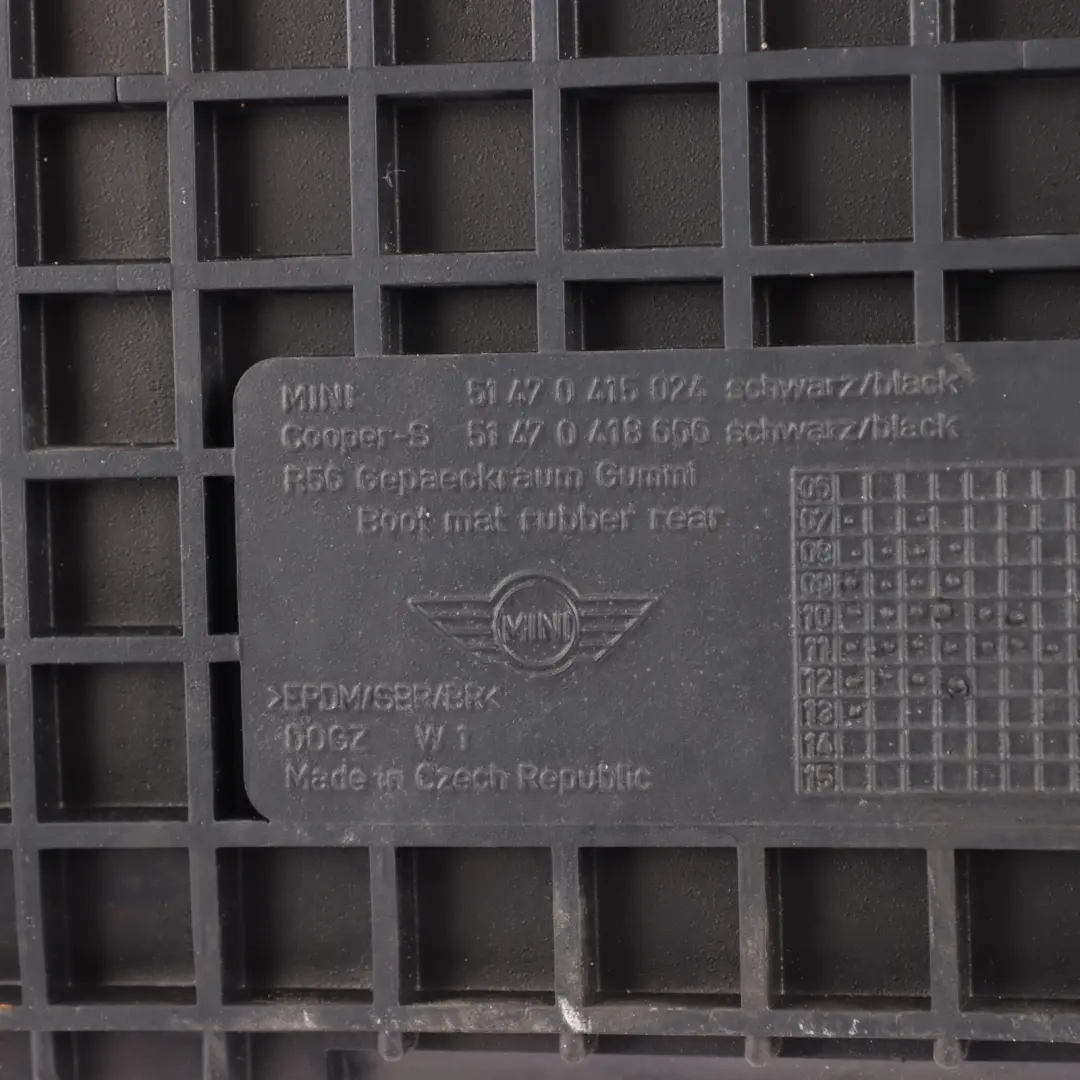 MINI 51 47 0 415 024 schwarz/black
Cooper-S 51 47 0 418 606 schwarz/black
R56 Gepaeckraum Gummi
Boot mat rubber rear
MINI
>EPDM/SBR/BR<
DOGZ W 1
Made in Czech Republic
06
07
08
09
10
11
12
13
14
15